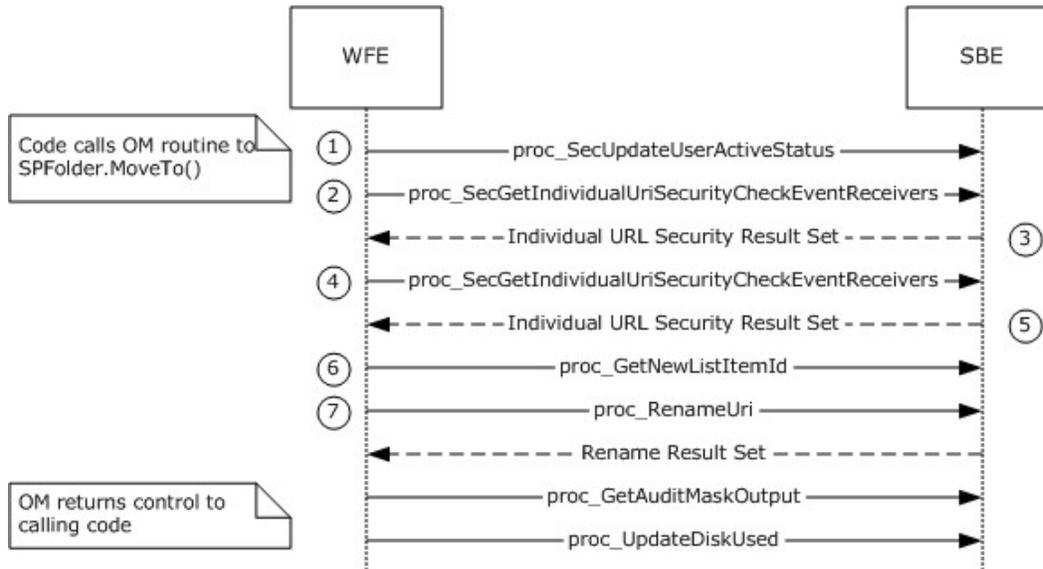 WFE
SBE
Code calls OM routine to
SPFolder.MoveTo()
1
proc_SecUpdateUserActiveStatus
2
proc_SecGetIndividualUriSecurityCheckEventReceivers
Individual URL Security Result Set
3
4
proc_SecGetIndividualUriSecurityCheckEventReceivers
Individual URL Security Result Set
5
6
proc_GetNewListItemId
7
proc_RenameUri
Rename Result Set
OM returns control to
calling code
proc_GetAuditMaskOutput
proc_UpdateDiskUsed